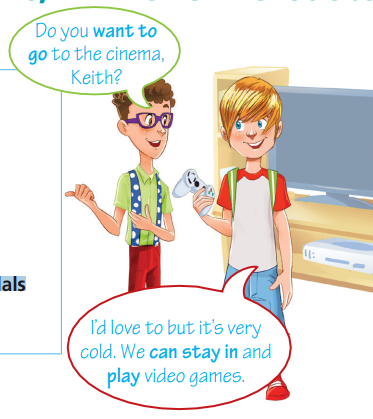 Do you want to
go to the cinema,
Keith?
als
I'd love to but it's very
cold. We can stay in and
play video games.